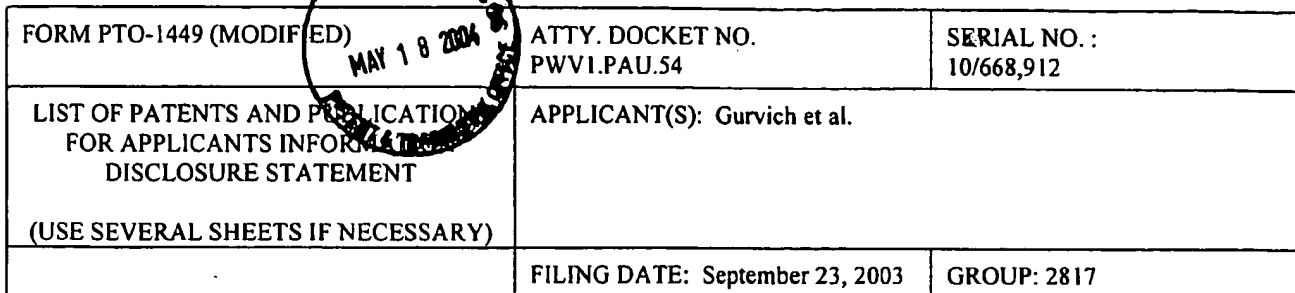 FORM PTO-1449 (MODIFIED)
MAY 18 2004
ATTY. DOCKET NO.
PWV1.PAU.54
SERIAL NO. :
10/668,912
LIST OF PATENTS AND PUBLICATIONS
FOR APPLICANTS INFORMATION
DISCLOSURE STATEMENT
(USE SEVERAL SHEETS IF NECESSARY)
APPLICANT(S): Gurvich et al.
FILING DATE: September 23, 2003
GROUP: 2817